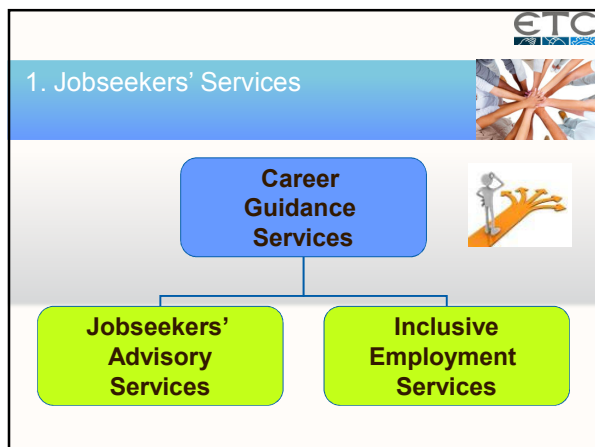 ETC
1. Jobseekers’ Services
Career
Guidance
Services
Jobseekers’
Advisory
Services
Inclusive
Employment
Services